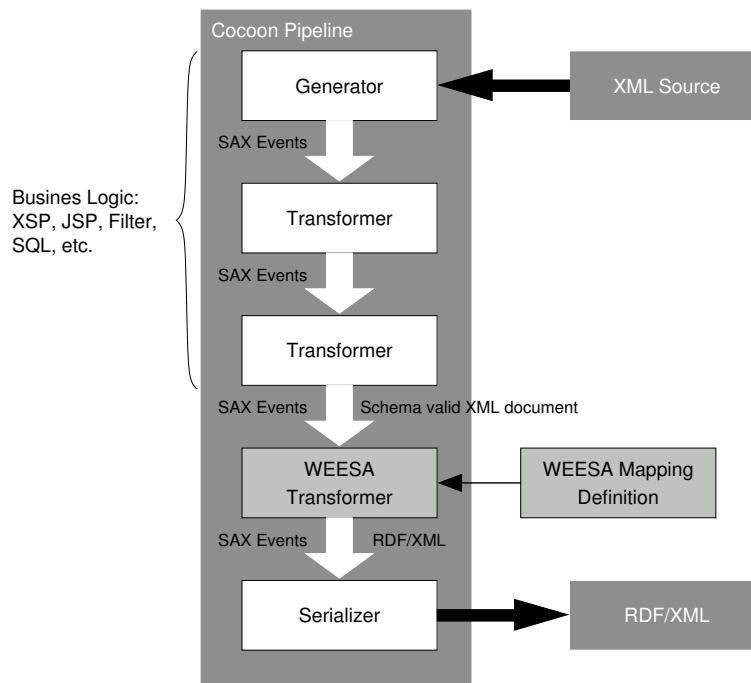 Cocoon Pipeline
Generator
XML Source
SAX Events
Busines Logic:
XSP, JSP, Filter,
SQL, etc.
Transformer
SAX Events
Transformer
SAX Events
Schema valid XML document
WEESA
Transformer
WEESA Mapping
Definition
SAX Events
RDF/XML
Serializer
RDF/XML